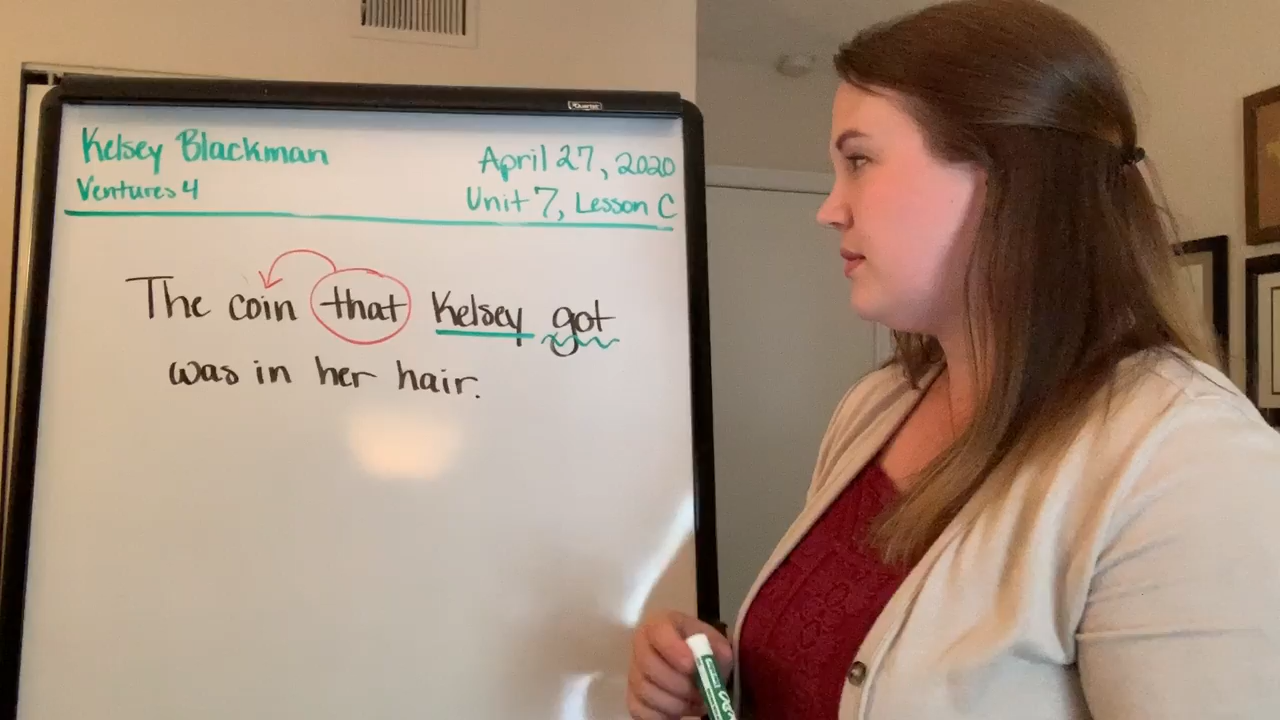 Quartet
Kelsey Blackman
April 27, 2020
Ventures 4
Unit 7, Lesson C
The coin that Kelsey got
was in her hair.